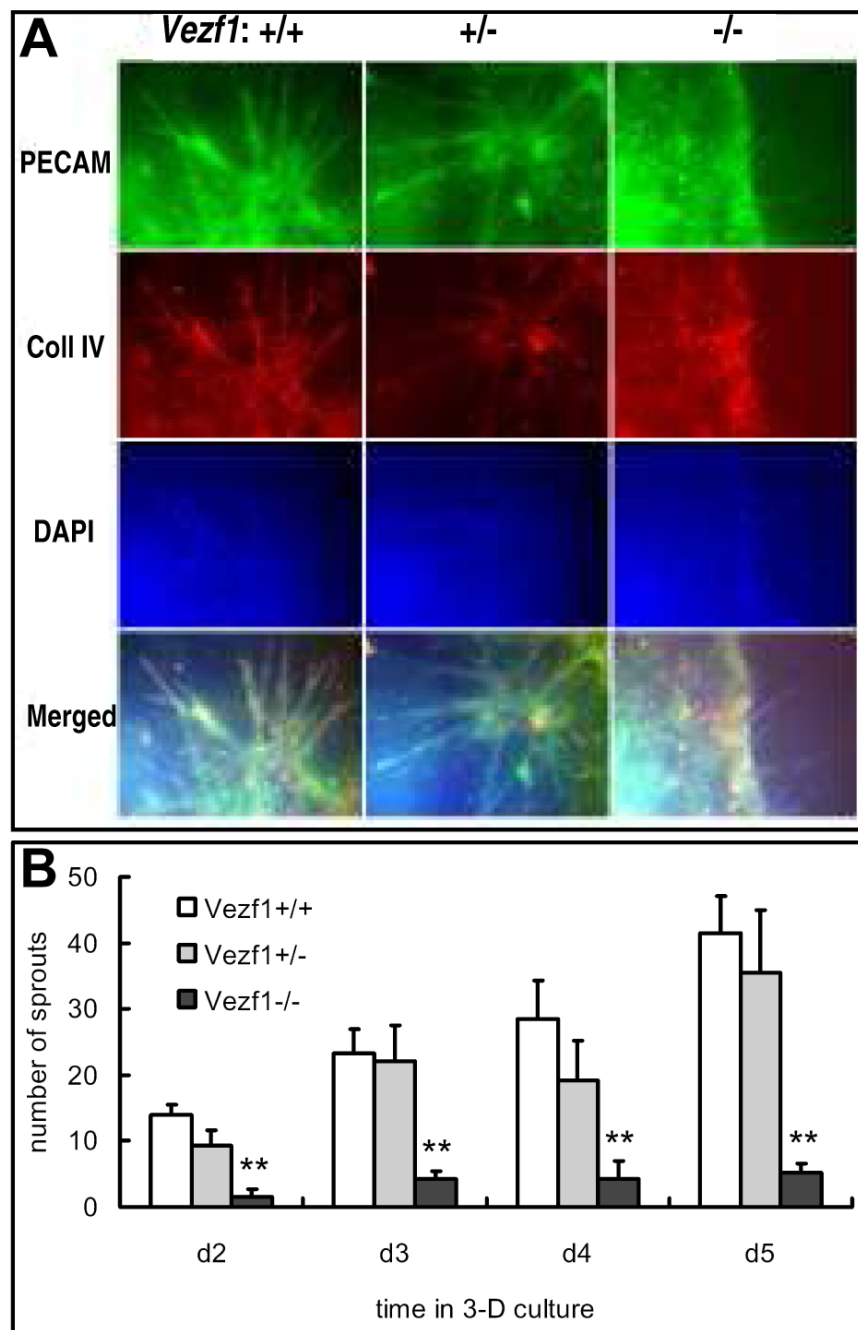 A
Vezf1: +/+ +/- -/-
PECAM
Coll IV
DAPI
Merged
B
50
40
30
20
10
0
number of sprouts
Vezf1+/+
Vezf1+/-
Vezf1-/-
** ** ** **
d2 d3 d4 d5
time in 3-D culture